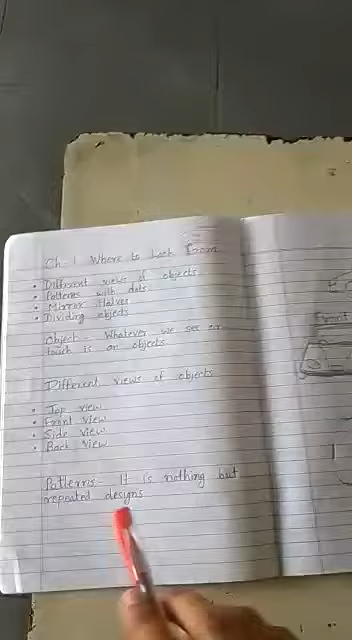 Ch. 1 Where to Look From
• Different views of objects
• Patterns with dots
• Mirror Halves
• Dividing objects
Object - Whatever we see or
touch is an objects.
Different views of objects
• Top view
• Front view
• Side view
• Back view
Patterns - It is nothing but
repeated designs
Front